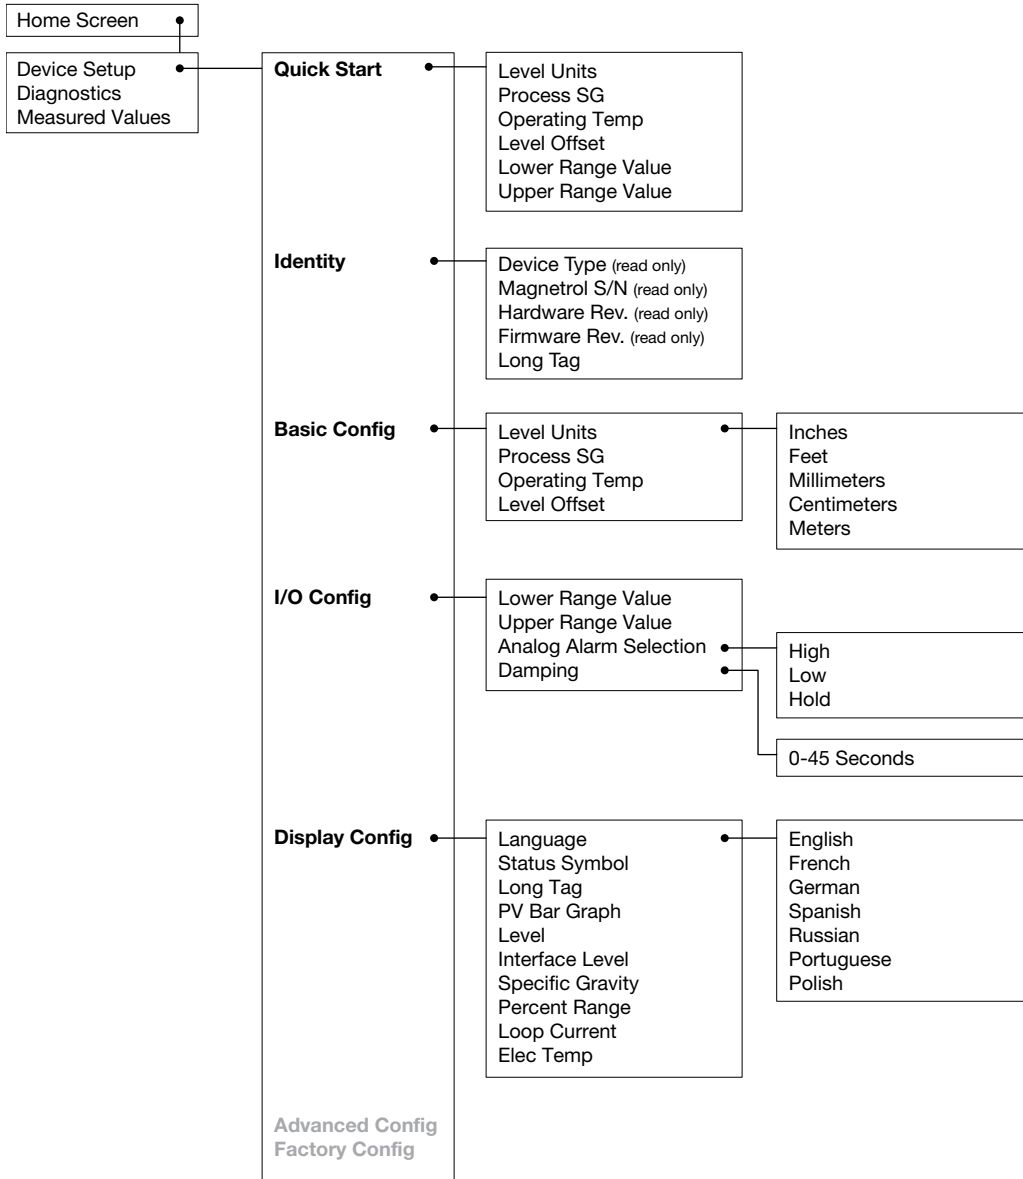 Home Screen
Device Setup
Diagnostics
Measured Values
Quick Start
Level Units
Process SG
Operating Temp
Level Offset
Lower Range Value
Upper Range Value
Identity
Device Type (read only)
Magnetrol S/N (read only)
Hardware Rev. (read only)
Firmware Rev. (read only)
Long Tag
Basic Config
Level Units
Process SG
Operating Temp
Level Offset
Inches
Feet
Millimeters
Centimeters
Meters
I/O Config
Lower Range Value
Upper Range Value
Analog Alarm Selection
Damping
High
Low
Hold
0-45 Seconds
Display Config
Language
Status Symbol
Long Tag
PV Bar Graph
Level
Interface Level
Specific Gravity
Percent Range
Loop Current
Elec Temp
English
French
German
Spanish
Russian
Portuguese
Polish
Advanced Config
Factory Config